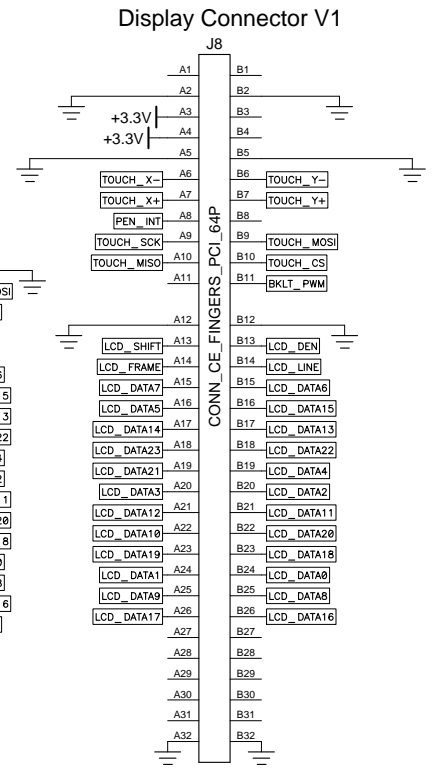 Display Connector V1
J8
A1 B1
A2 B2
+3.3V A3 B3
+3.3V A4 B4
A5 B5
TOUCH_X- A6 B6 TOUCH_Y-
TOUCH_X+ A7 B7 TOUCH_Y+
PEN_INT A8 B8
TOUCH_SCK A9 B9 TOUCH_MOSI
TOUCH_MISO A10 B10 TOUCH_CS
A11 B11 BKLT_PWM
CONN_CE_FINGERS_PCI_64P
A12 B12
LCD_SHIFT A13 B13 LCD_DEN
LCD_FRAME A14 B14 LCD_LINE
LCD_DATA7 A15 B15 LCD_DATA6
LCD_DATA5 A16 B16 LCD_DATA15
LCD_DATA14 A17 B17 LCD_DATA13
LCD_DATA23 A18 B18 LCD_DATA22
LCD_DATA21 A19 B19 LCD_DATA4
LCD_DATA3 A20 B20 LCD_DATA2
LCD_DATA12 A21 B21 LCD_DATA11
LCD_DATA10 A22 B22 LCD_DATA20
LCD_DATA19 A23 B23 LCD_DATA18
LCD_DATA1 A24 B24 LCD_DATA0
LCD_DATA9 A25 B25 LCD_DATA8
LCD_DATA17 A26 B26 LCD_DATA16
A27 B27
A28 B28
A29 B29
A30 B30
A31 B31
A32 B32